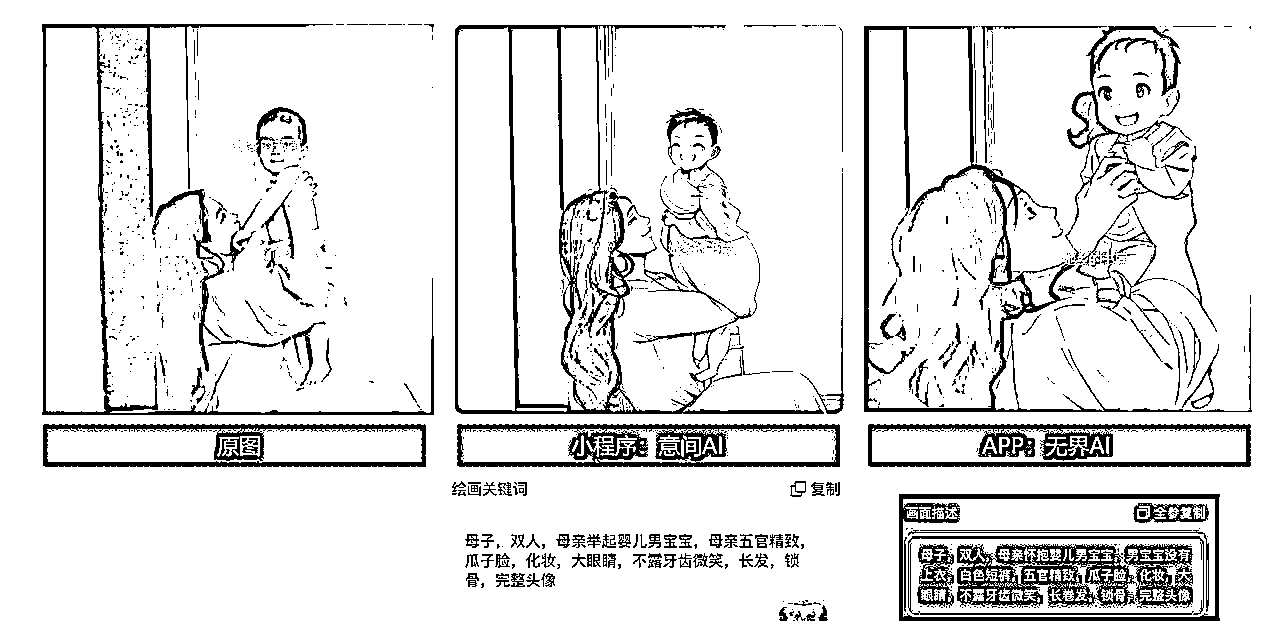 原图
小程序：意间AI
APP：无界AI
绘画关键词
复制
母子，双人，母亲举起婴儿男宝宝，母亲五官精致，
瓜子脸，化妆，大眼睛，不露牙齿微笑，长发，锁
骨，完整头像
画面描述
全参复制
母子，双人，母亲怀抱婴儿男宝宝，男宝宝没有
上衣，白色短裤，五官精致，瓜子脸，化妆，大
眼睛，不露牙齿微笑，长卷发，锁骨，完整头像